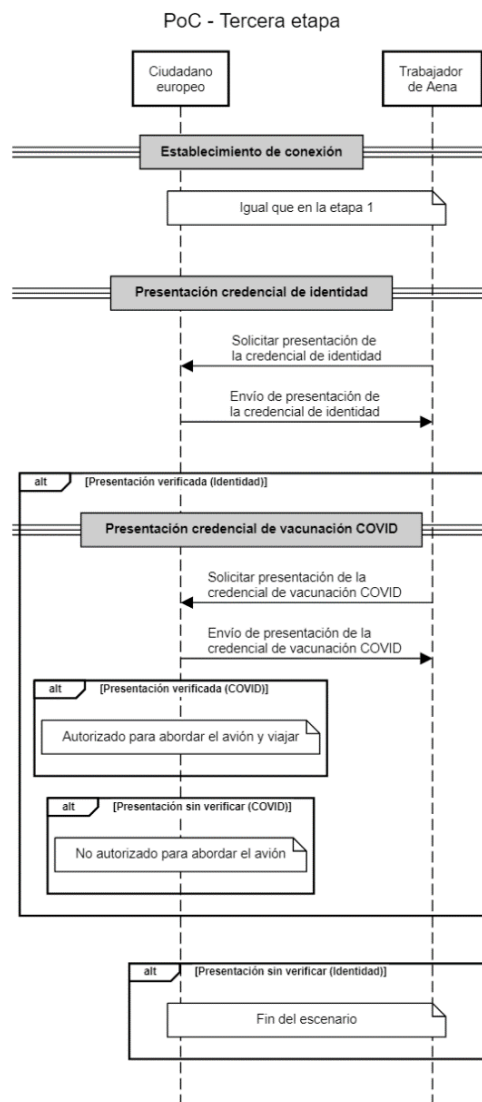 PoC - Tercera etapa
Ciudadano
europeo
Trabajador
de Aena
Establecimiento de conexión
Igual que en la etapa 1
Presentación credencial de identidad
Solicitar presentación de
la credencial de identidad
Envío de presentación de
la credencial de identidad
alt
[Presentación verificada (Identidad)]
Presentación credencial de vacunación COVID
Solicitar presentación de la
credencial de vacunación COVID
Envío de presentación de la
credencial de vacunación COVID
alt
[Presentación verificada (COVID)]
Autorizado para abordar el avión y viajar
alt
[Presentación sin verificar (COVID)]
No autorizado para abordar el avión
alt
[Presentación sin verificar (Identidad)]
Fin del escenario